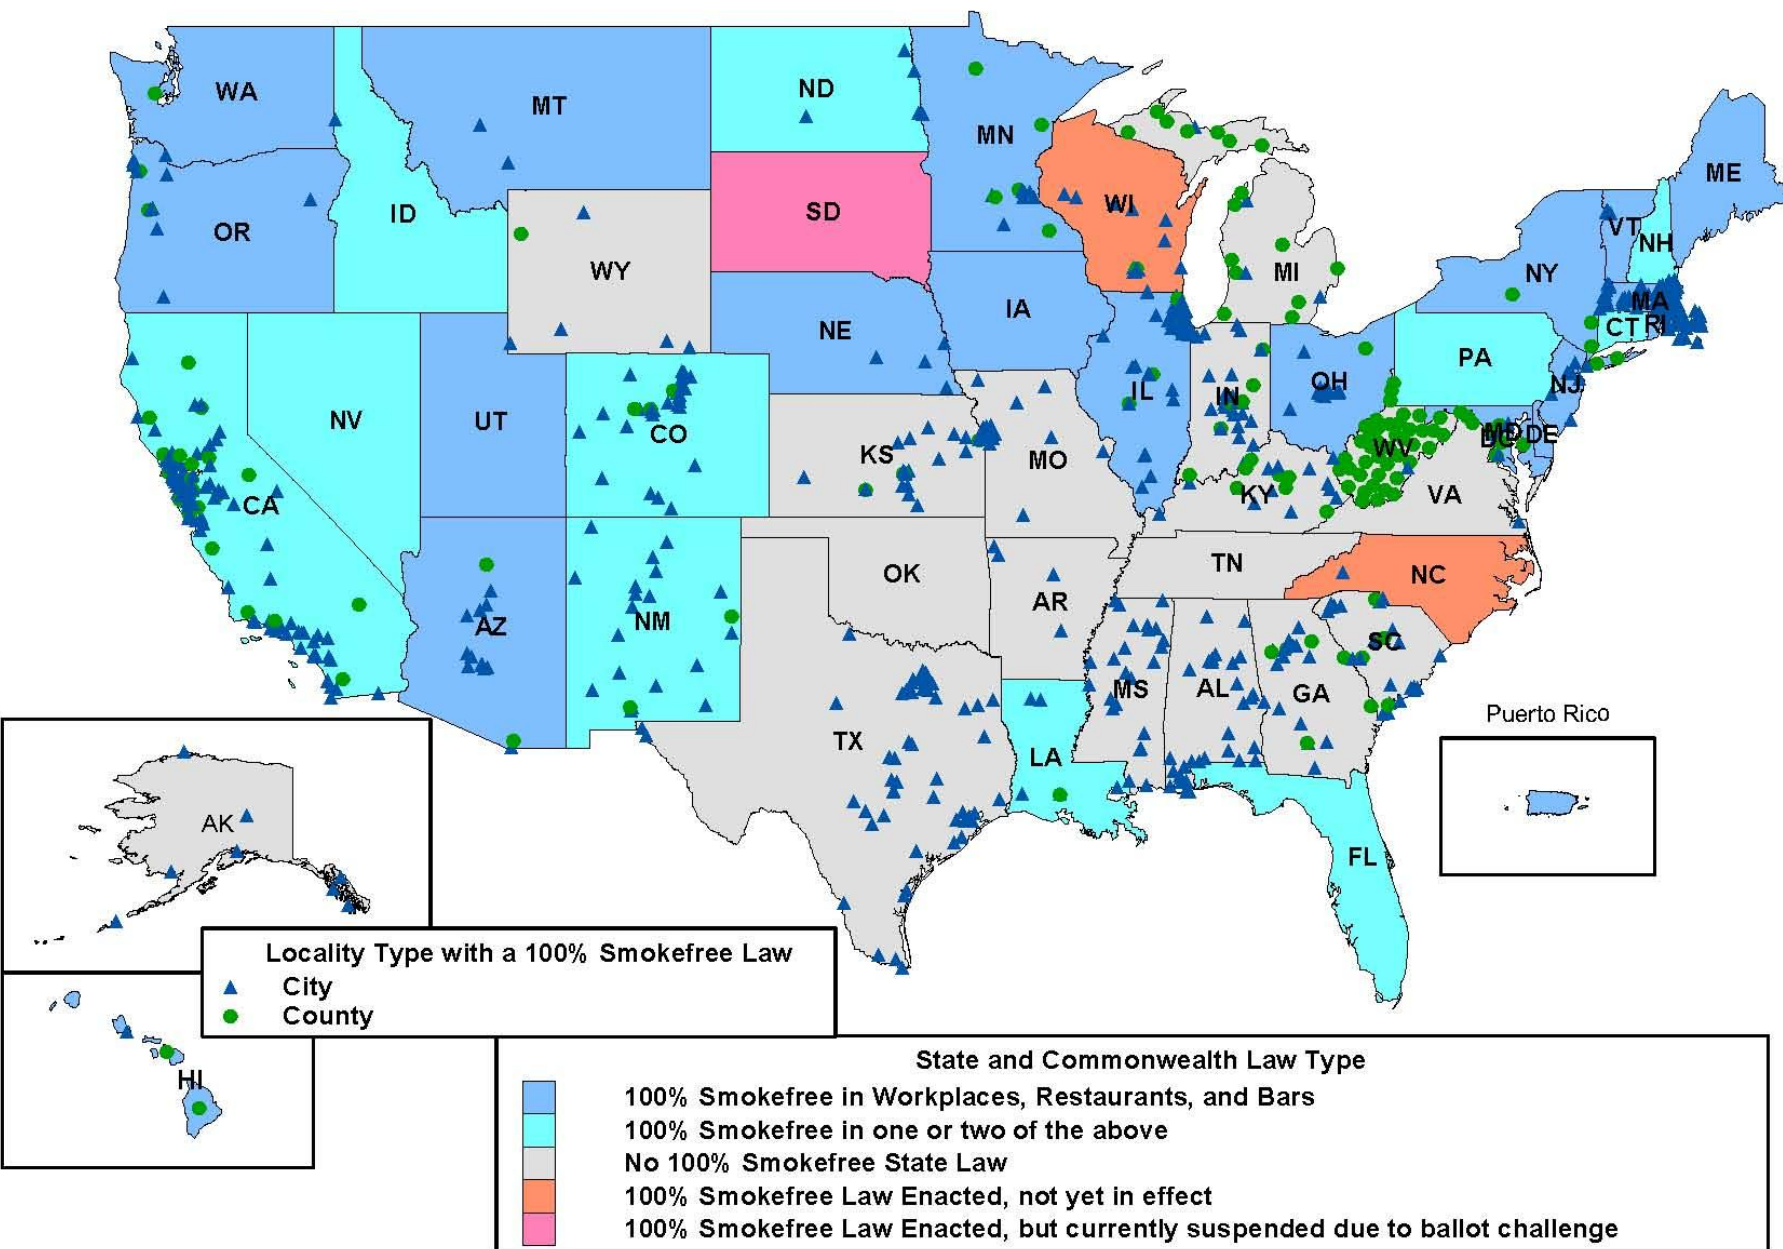 WA
MT
ND
MN
ME
OR
ID
SD
WI
VT
NH
WY
MI
NY
MA
IA
CT RI
NE
PA
NV
UT
CO
IL
IN
OH
NJ
KS
MO
WV
MD
DE
DC
CA
KY
VA
AZ
NM
OK
AR
TN
NC
SC
TX
LA
MS
AL
GA
FL
Puerto Rico
AK
HI
Locality Type with a 100% Smokefree Law
City
County
State and Commonwealth Law Type
100% Smokefree in Workplaces, Restaurants, and Bars
100% Smokefree in one or two of the above
No 100% Smokefree State Law
100% Smokefree Law Enacted, not yet in effect
100% Smokefree Law Enacted, but currently suspended due to ballot challenge